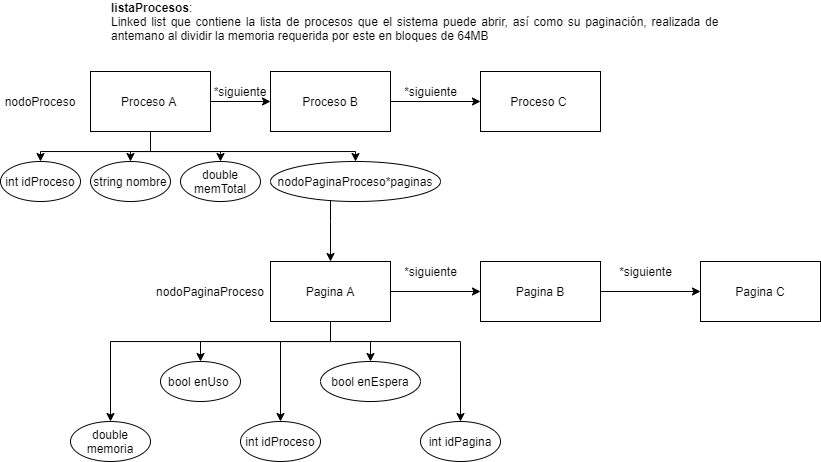 listaProcesos:
Linked list que contiene la lista de procesos que el sistema puede abrir, así como su paginación, realizada de
antemano al dividir la memoria requerida por este en bloques de 64MB
nodoProceso
Proceso A
*siguiente
Proceso B
*siguiente
Proceso C
int idProceso
string nombre
double
memTotal
nodoPaginaProceso*paginas
nodoPaginaProceso
Pagina A
*siguiente
Pagina B
*siguiente
Pagina C
bool enUso
bool enEspera
double
memoria
int idProceso
int idPagina